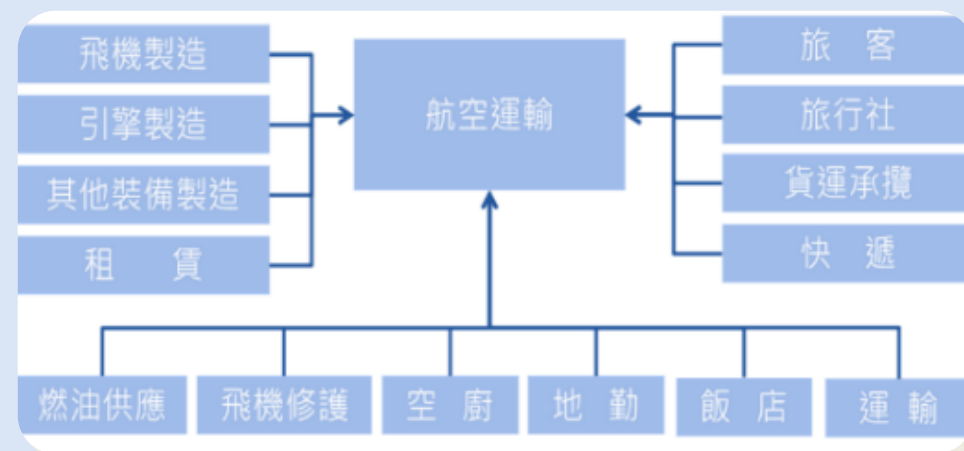 飛機製造
引擎製造
其他裝備製造
租 賃
航空運輸
旅 客
旅行社
貨運承攬
快 遞
燃油供應
飛機修護
空 廚
地 勤
飯 店
運 輸